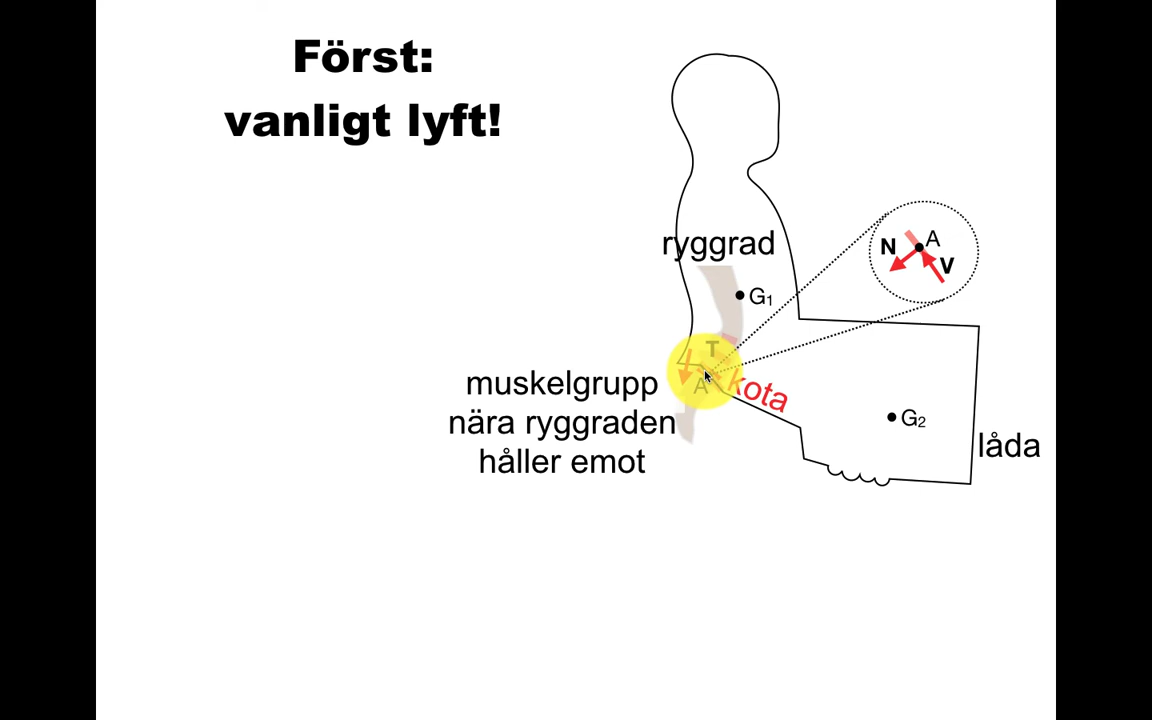 Först:
vanligt lyft!
ryggrad
N
A
V
G1
T
A
kota
muskelgrupp
nära ryggraden
håller emot
G2
låda